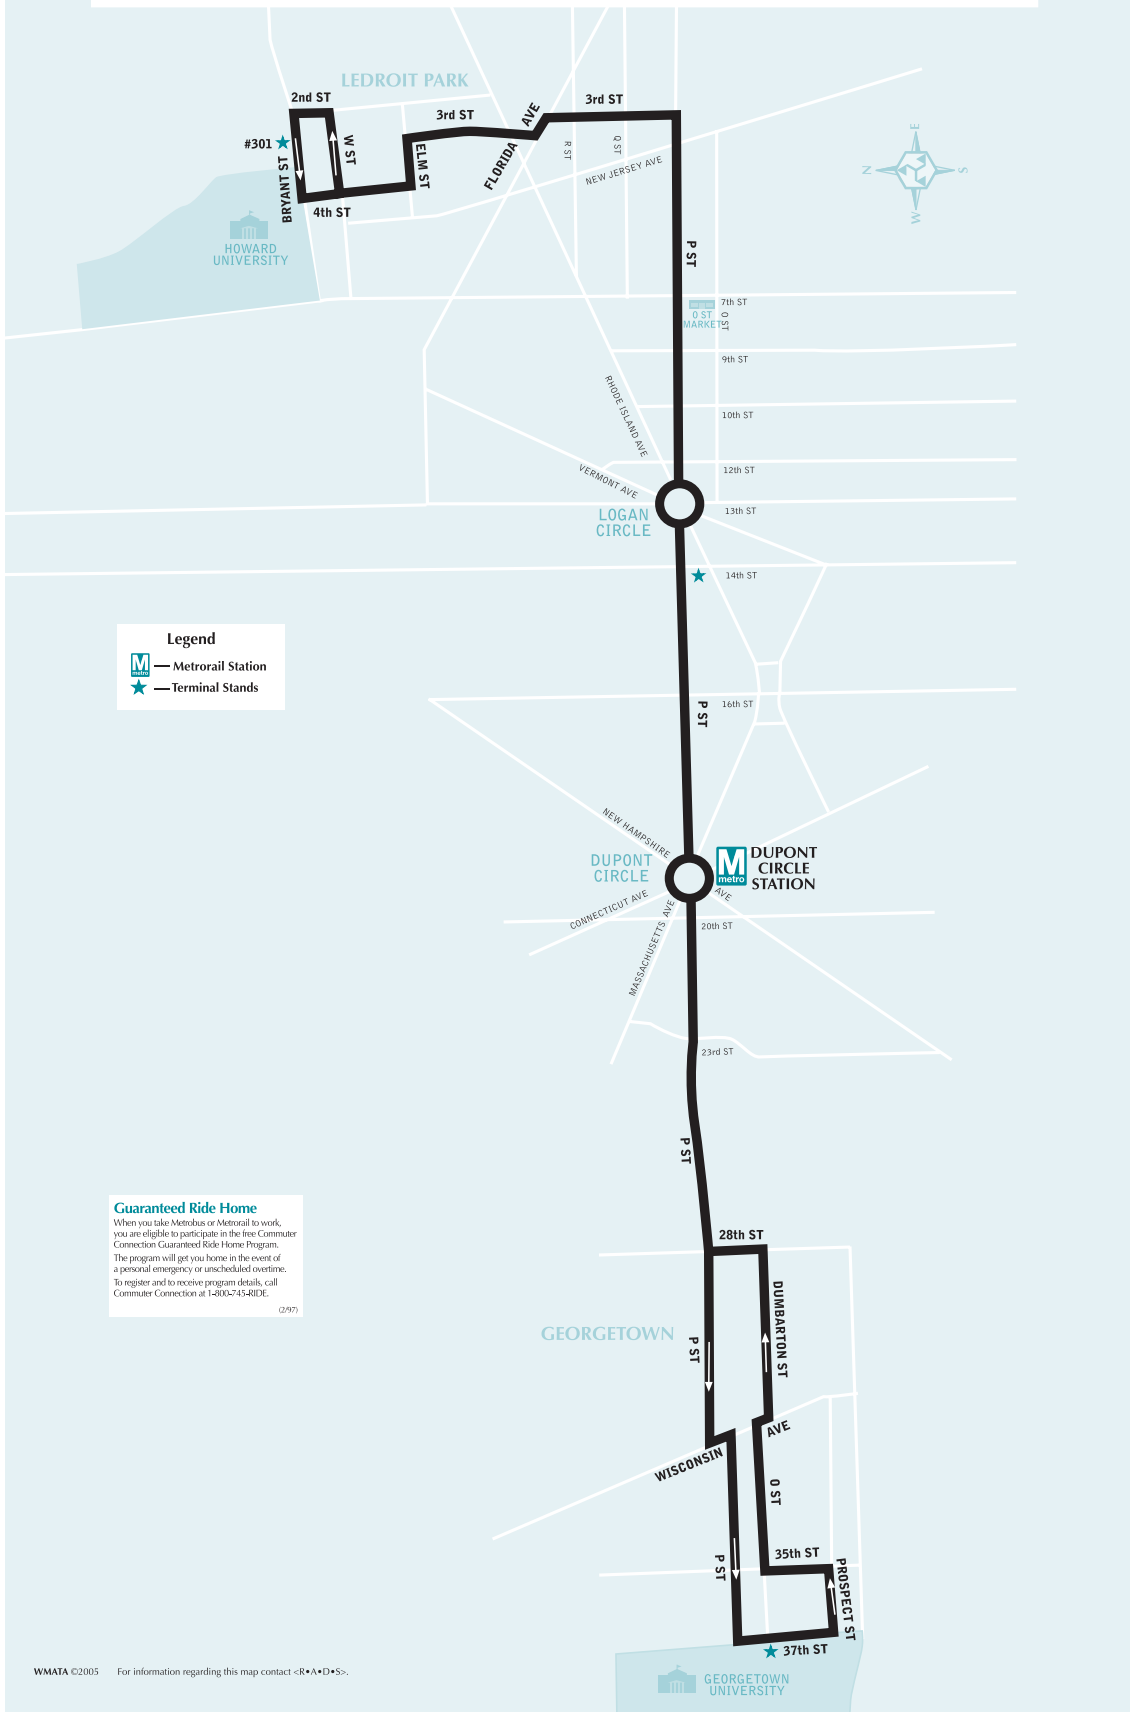 LEDROIT PARK
2nd ST
3rd ST
3rd ST
AVE
FLORIDA
#301
W ST
BRYANT ST
ELM ST
4th ST
R ST
Q ST
NEW JERSEY AVE
E
N
S
W
HOWARD
UNIVERSITY
P ST
7th ST
O ST
MARKET
O ST
9th ST
RHODE ISLAND AVE
10th ST
VERMONT AVE
12th ST
LOGAN
CIRCLE
13th ST
14th ST
Legend
M
metro
Metrorail Station
Terminal Stands
P ST
16th ST
NEW HAMPSHIRE
AVE
DUPONT
CIRCLE
M
metro
DUPONT
CIRCLE
STATION
CONNECTICUT AVE
MASSACHUSETTS AVE
20th ST
23rd ST
P ST
Guaranteed Ride Home
When you take Metrobus or Metrorail to work,
you are eligible to participate in the free Commuter
Connection Guaranteed Ride Home Program.
The program will get you home in the event of
a personal emergency or unscheduled overtime.
To register and to receive program details, call
Commuter Connection at 1-800-745-RIDE.
(2/97)
28th ST
GEORGETOWN
P ST
DUMBARTON ST
WISCONSIN
AVE
O ST
35th ST
P ST
PROSPECT ST
37th ST
GEORGETOWN
UNIVERSITY
WMATA ©2005 For information regarding this map contact <R•A•D•S>.